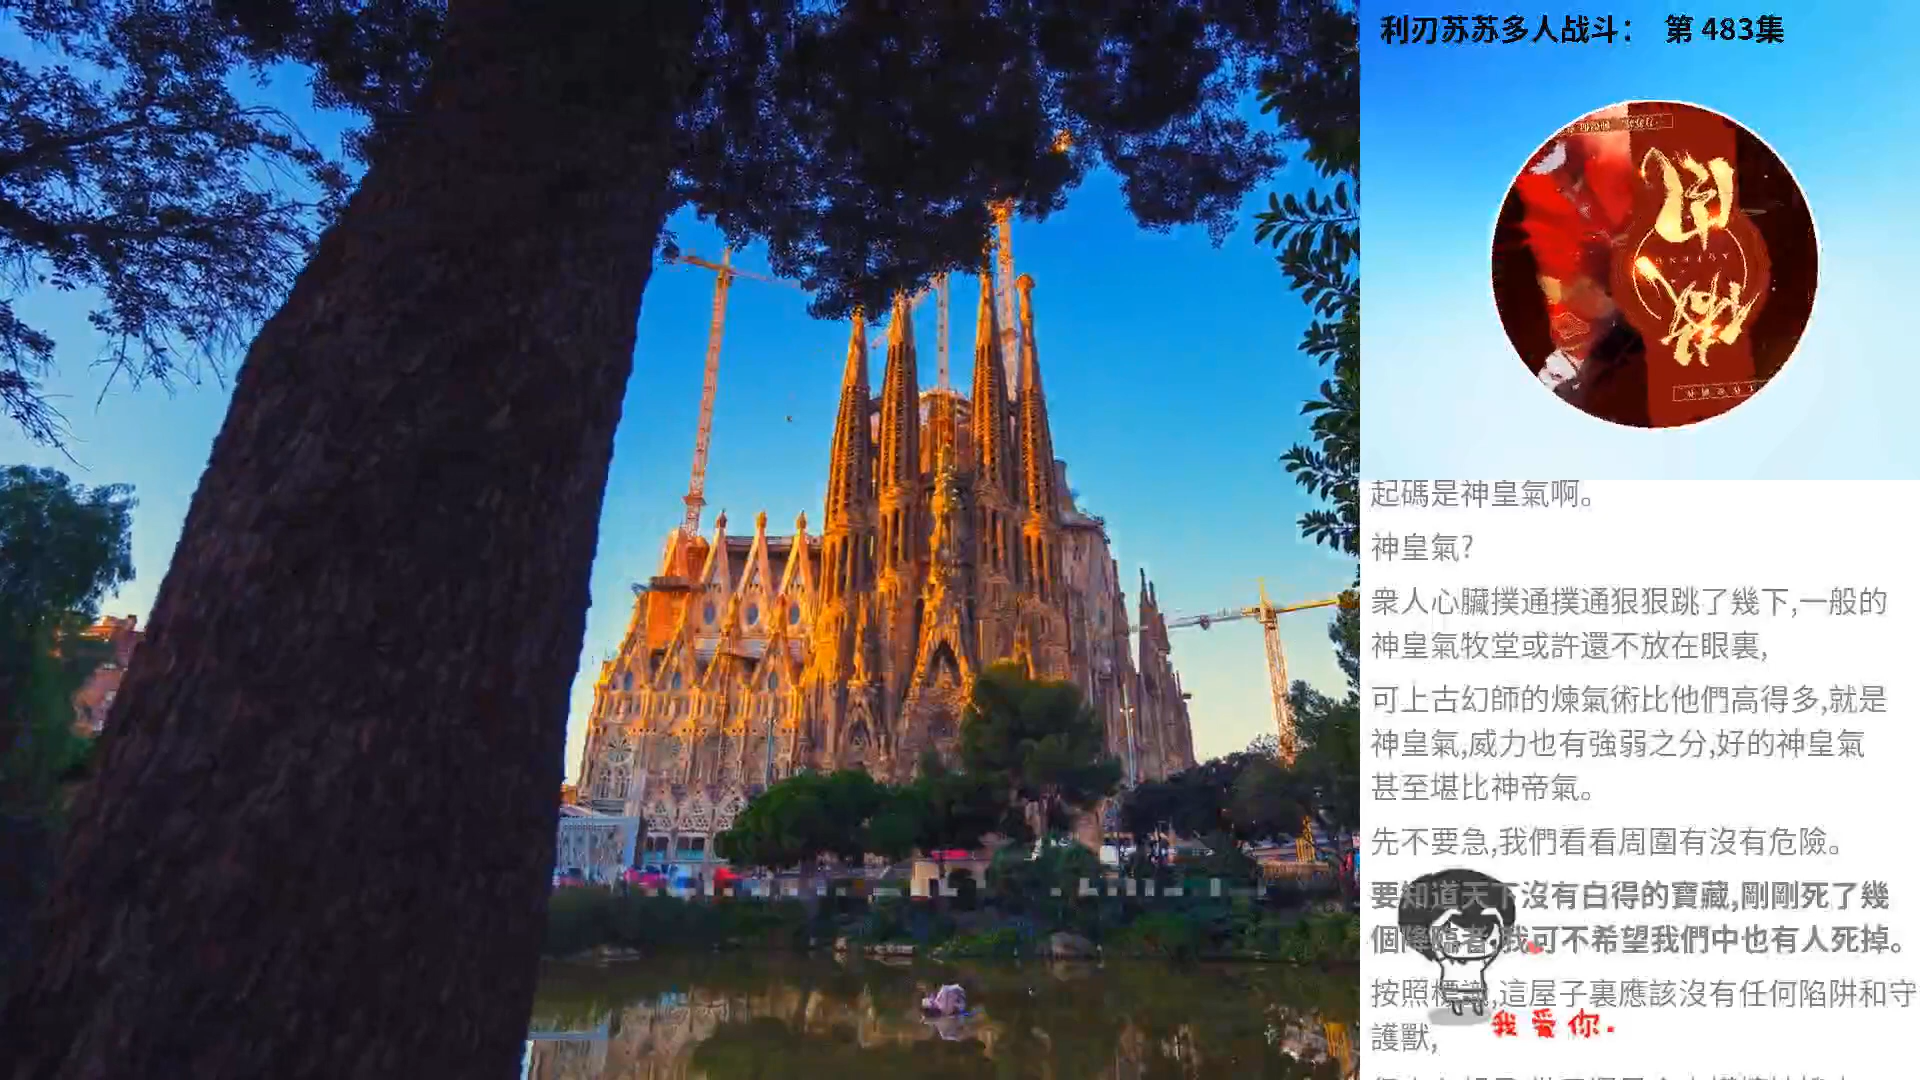 利刃苏苏多人战斗： 第 483集
起碼是神皇氣啊。
神皇氣?
衆人心臟撲通撲通狠狠跳了幾下,一般的
神皇氣牧堂或許還不放在眼裏,
可上古幻師的煉氣術比他們高得多,就是
神皇氣,威力也有強弱之分,好的神皇氣
甚至堪比神帝氣。
先不要急,我們看看周圍有沒有危險。
要知道天下沒有白得的寶藏,剛剛死了幾
個降臨者,我可不希望我們中也有人死掉。
按照標識,這屋子裏應該沒有任何陷阱和守
護獸,
我愛你.